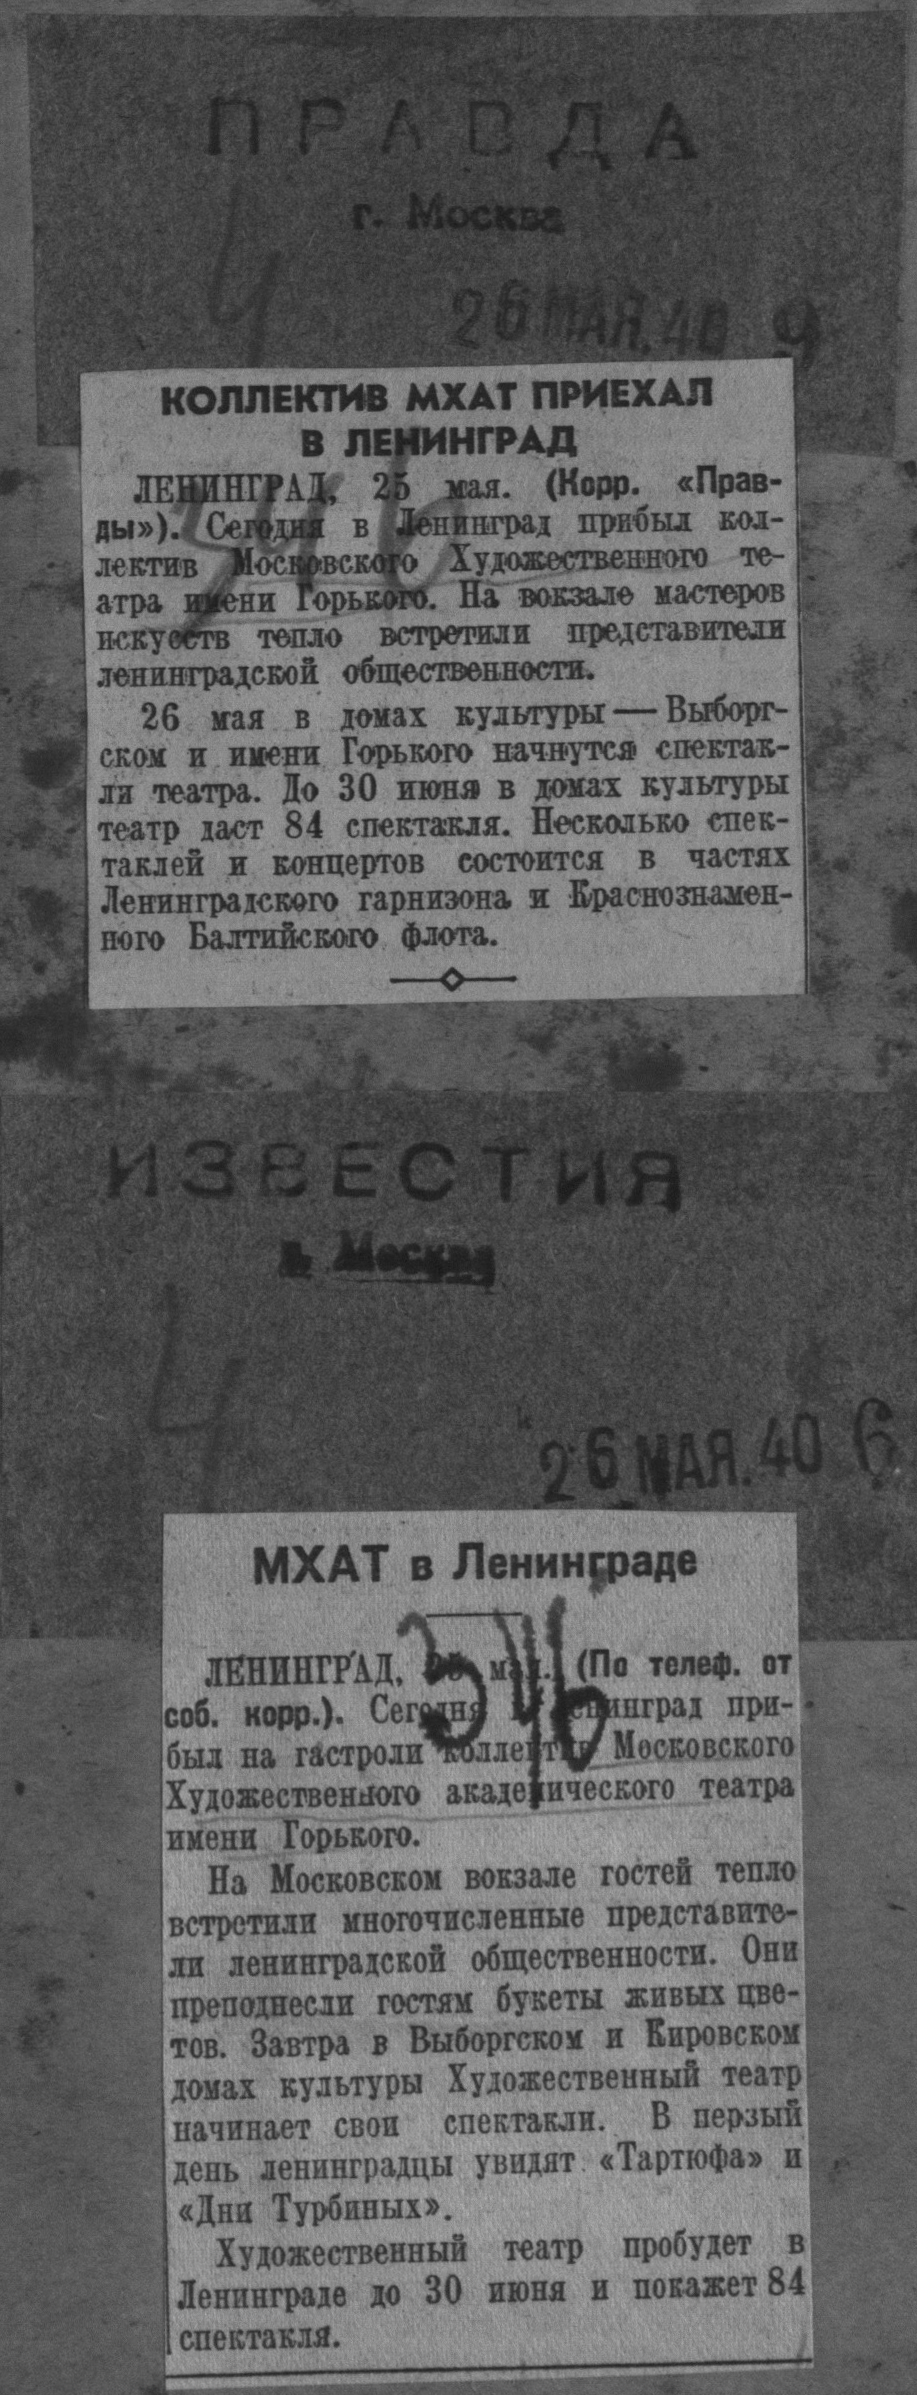 ПРАВДА
г. Москва
4
26 МАЯ. 40 9
КОЛЛЕКТИВ МХАТ ПРИЕХАЛ
В ЛЕНИНГРАД
ЛЕНИНГРАД, 25 мая. (Корр. «Прав-
ды»). Сегодня в Ленинград прибыл кол-
лектив Московского Художественного те-
атра имени Горького. На вокзале мастеров
искусств тепло встретили представители
ленинградской общественности.
26 мая в домах культуры — Выборг-
ском и имени Горького начнутся спектак-
ли театра. До 30 июня в домах культуры
театр даст 84 спектакля. Несколько спек-
таклей и концертов состоится в частях
Ленинградского гарнизона и Краснознамен-
ного Балтийского флота.
346
ИЗВЕСТИЯ
г. Москва
4
26 МАЯ. 40 6
МХАТ в Ленинграде
346
ЛЕНИНГРАД, 25 мая. (По телеф. от
соб. корр.). Сегодня в Ленинград при-
был на гастроли коллектив Московского
Художественного академического театра
имени Горького.
На Московском вокзале гостей тепло
встретили многочисленные представите-
ли ленинградской общественности. Они
преподнесли гостям букеты живых цве-
тов. Завтра в Выборгском и Кировском
домах культуры Художественный театр
начинает свои спектакли. В первый
день ленинградцы увидят «Тартюфа» и
«Дни Турбиных».
Художественный театр пробудет в
Ленинграде до 30 июня и покажет 84
спектакля.